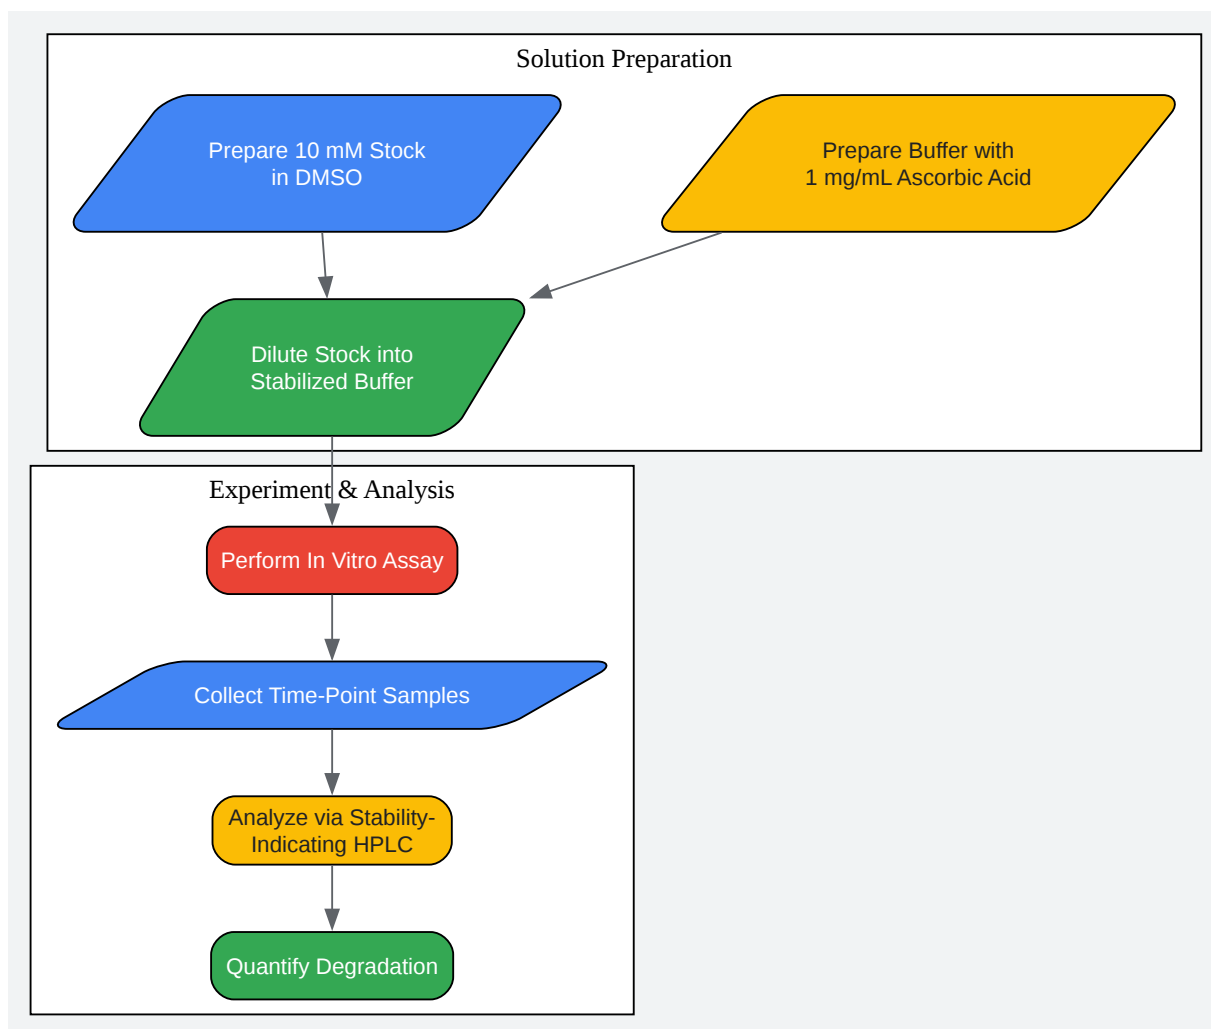 Solution Preparation
Prepare 10 mM Stock
in DMSO
Prepare Buffer with
1 mg/mL Ascorbic Acid
Dilute Stock into
Stabilized Buffer
Experiment & Analysis
Perform In Vitro Assay
Collect Time-Point Samples
Analyze via Stability-
Indicating HPLC
Quantify Degradation